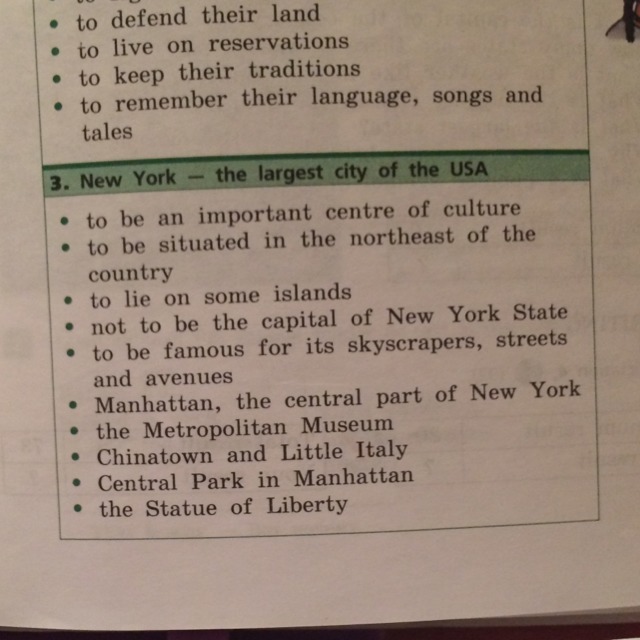 • to defend their land
• to live on reservations
• to keep their traditions
• to remember their language, songs and
tales
3. New York — the largest city of the USA
• to be an important centre of culture
• to be situated in the northeast of the
country
• to lie on some islands
• not to be the capital of New York State
• to be famous for its skyscrapers, streets
and avenues
• Manhattan, the central part of New York
• the Metropolitan Museum
• Chinatown and Little Italy
• Central Park in Manhattan
• the Statue of Liberty